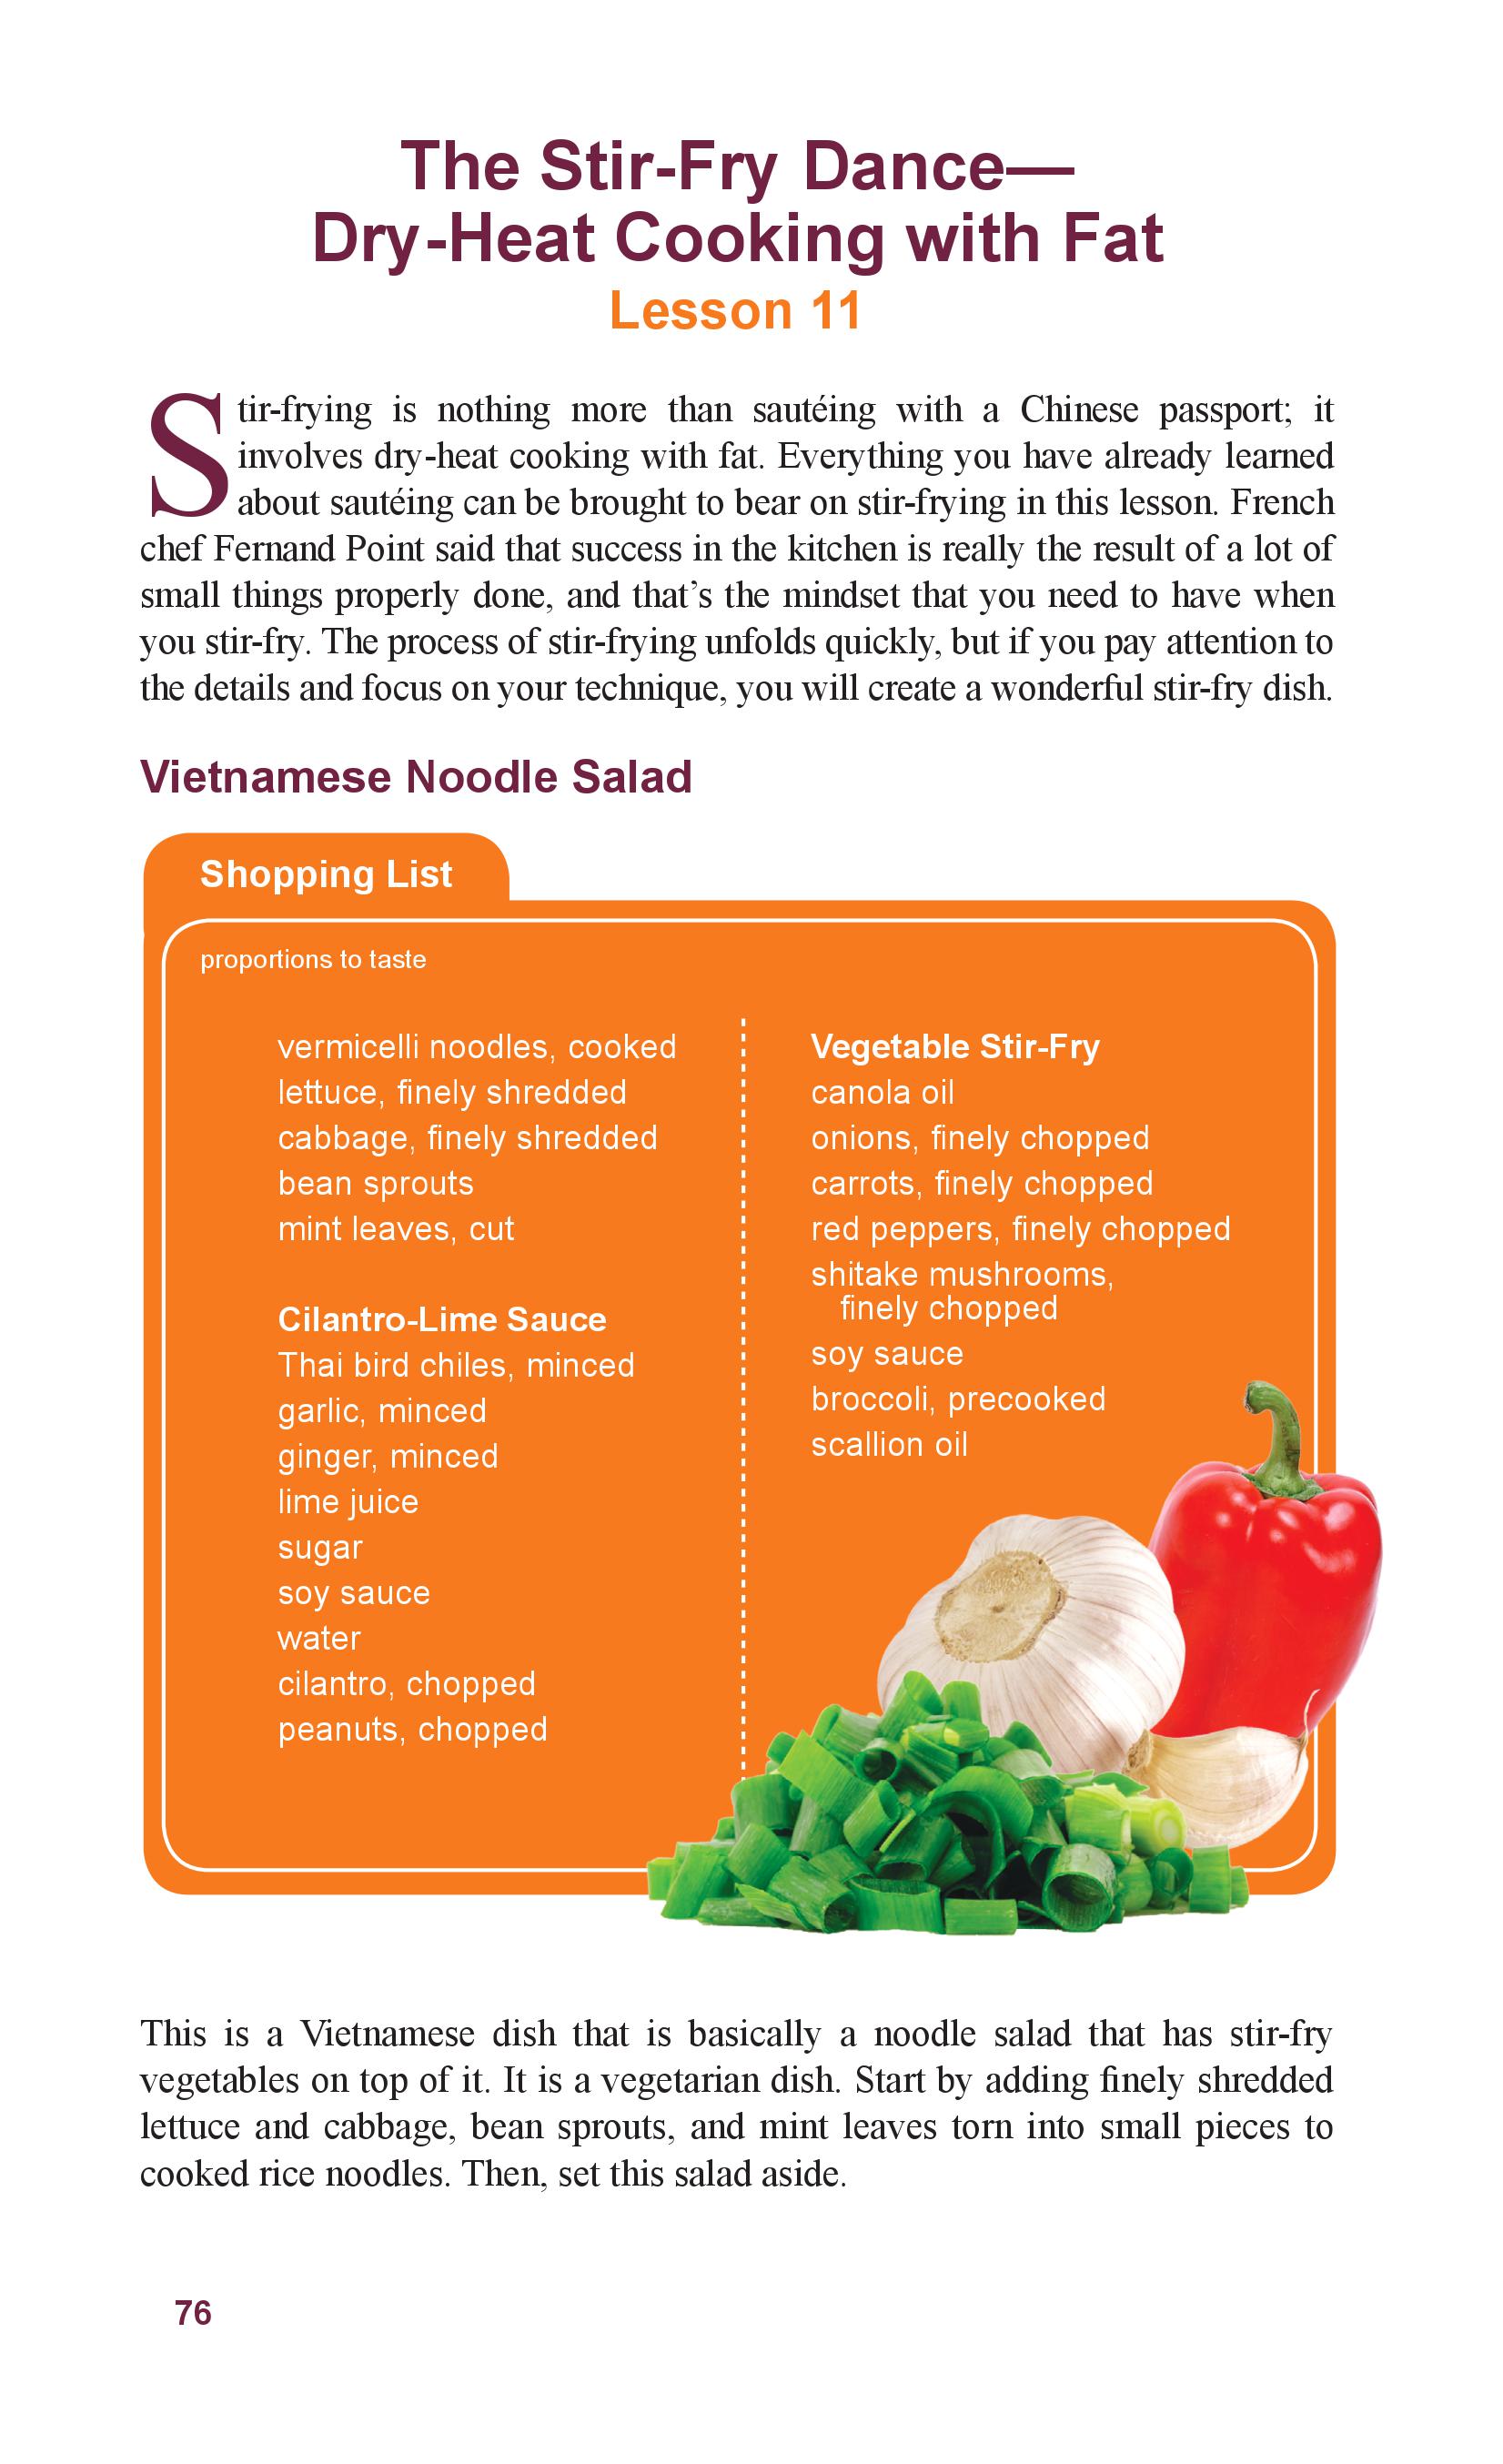 The Stir-Fry Dance—
Dry-Heat Cooking with Fat
Lesson 11
Stir-frying is nothing more than sautéing with a Chinese passport; it
involves dry-heat cooking with fat. Everything you have already learned
about sautéing can be brought to bear on stir-frying in this lesson. French
chef Fernand Point said that success in the kitchen is really the result of a lot of
small things properly done, and that’s the mindset that you need to have when
you stir-fry. The process of stir-frying unfolds quickly, but if you pay attention to
the details and focus on your technique, you will create a wonderful stir-fry dish.
Vietnamese Noodle Salad
Shopping List
proportions to taste
vermicelli noodles, cooked
lettuce, finely shredded
cabbage, finely shredded
bean sprouts
mint leaves, cut
Cilantro-Lime Sauce
Thai bird chiles, minced
garlic, minced
ginger, minced
lime juice
sugar
soy sauce
water
cilantro, chopped
peanuts, chopped
Vegetable Stir-Fry
canola oil
onions, finely chopped
carrots, finely chopped
red peppers, finely chopped
shitake mushrooms,
finely chopped
soy sauce
broccoli, precooked
scallion oil
This is a Vietnamese dish that is basically a noodle salad that has stir-fry
vegetables on top of it. It is a vegetarian dish. Start by adding finely shredded
lettuce and cabbage, bean sprouts, and mint leaves torn into small pieces to
cooked rice noodles. Then, set this salad aside.
76